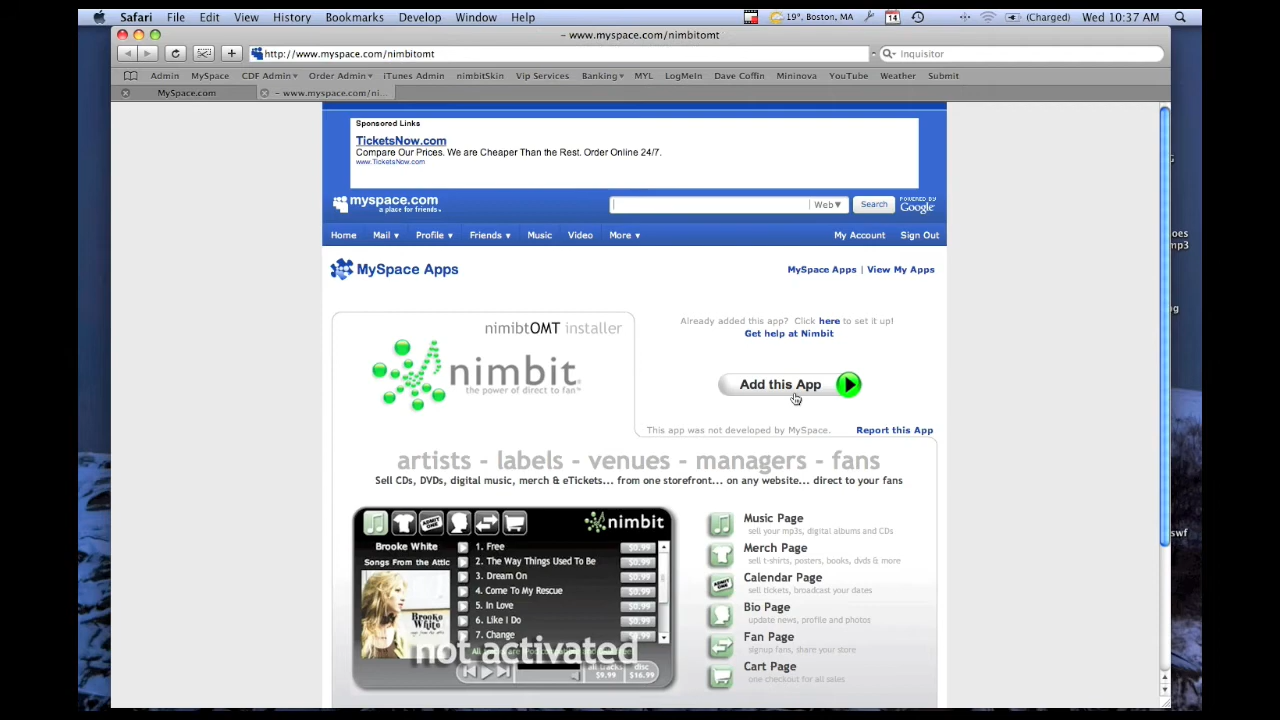 Safari File Edit View History Bookmarks Develop Window Help 19°, Boston, MA 14 (Charged) Wed 10:37 AM
– www.myspace.com/nimbitomt
http://www.myspace.com/nimbitomt Inquisitor
Admin MySpace CDF Admin▾ Order Admin▾ iTunes Admin nimbitSkin Vip Services Banking▾ MYL LogMeIn Dave Coffin Mininova YouTube Weather Submit
MySpace.com – www.myspace.com/ni...
Sponsored Links
TicketsNow.com
Compare Our Prices. We are Cheaper Than the Rest. Order Online 24/7.
www.TicketsNow.com
myspace.com
a place for friends.
Web▼ Search POWERED BY Google
Home Mail ▾ Profile ▾ Friends ▾ Music Video More ▾ My Account Sign Out
MySpace Apps MySpace Apps | View My Apps
nimibtOMT installer
nimbit.
the power of direct to fan™
Already added this app? Click here to set it up!
Get help at Nimbit
Add this App
This app was not developed by MySpace. Report this App
artists - labels - venues - managers - fans
Sell CDs, DVDs, digital music, merch & eTickets... from one storefront... on any website... direct to your fans
ADMIT ONE nimbit
Brooke White
Songs From the Attic
Brooke White
1. Free $0.99
2. The Way Things Used To Be $0.99
3. Dream On $0.99
4. Come To My Rescue $0.99
5. In Love $0.99
6. Like I Do $0.99
7. Change $0.99
not activated
all tracks $9.99 disc $16.99
Music Page
sell your mp3s, digital albums and CDs
Merch Page
sell t-shirts, posters, books, dvds & more
ADMIT ONE
Calendar Page
sell tickets, broadcast your dates
Bio Page
update news, profile and photos
Fan Page
signup fans, share your store
Cart Page
one checkout for all sales
oes
mp3
swf